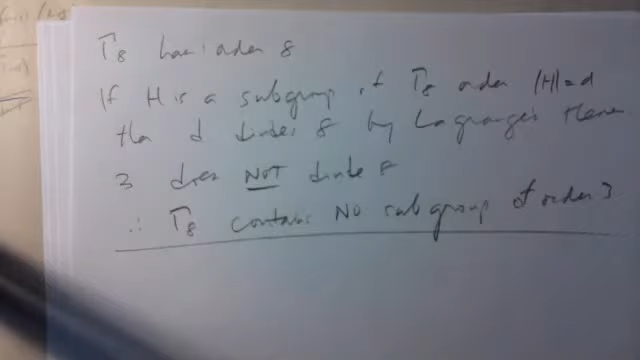 T8 has order 8
If H is a subgroup of T8 order |H|=d
then d divides 8 by Lagrange's Theorem
3 does NOT divide 8
∴ T8 contains No subgroup of order 3